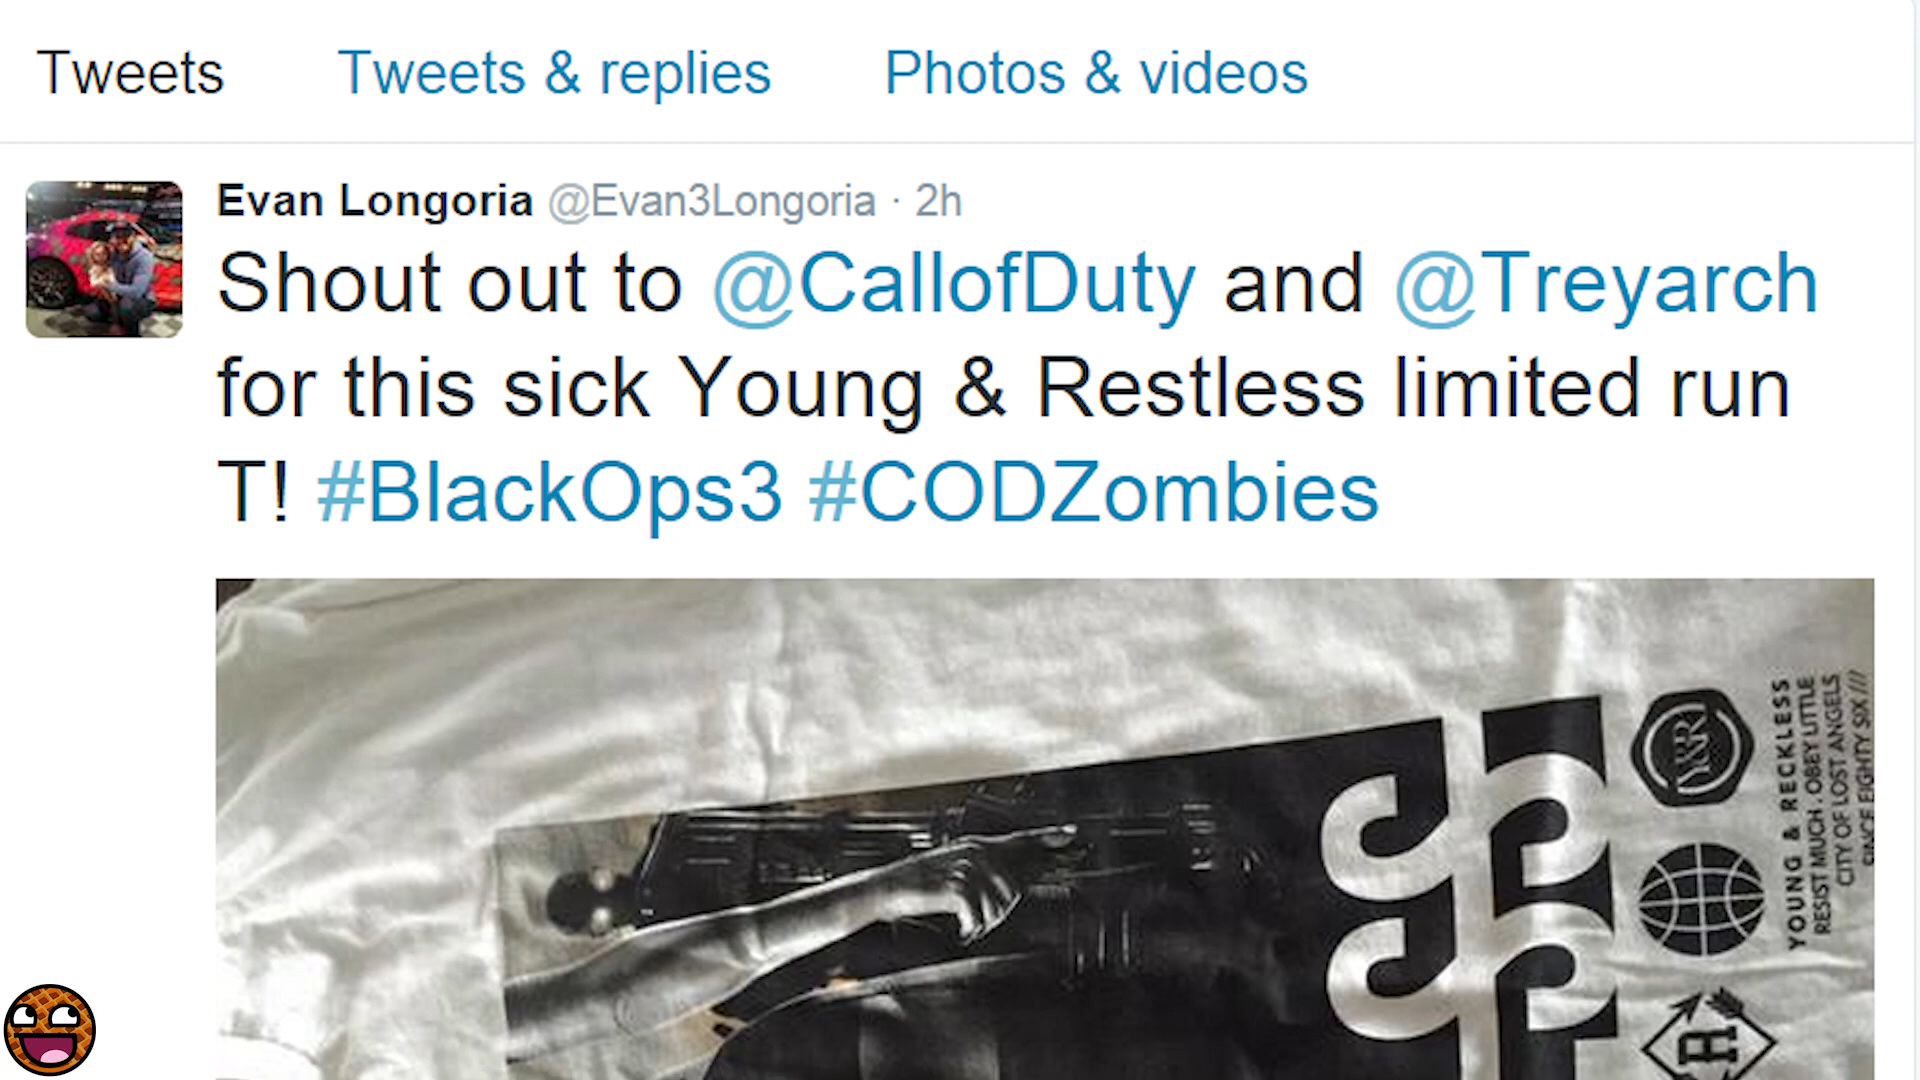 Tweets Tweets & replies Photos & videos
Evan Longoria @Evan3Longoria · 2h
Shout out to @CallofDuty and @Treyarch
for this sick Young & Restless limited run
T! #BlackOps3 #CODZombies
YOUNG & RECKLESS
RESIST MUCH. OBEY LITTLE
CITY OF LOST ANGELS
SINCE EIGHTY SIX ///